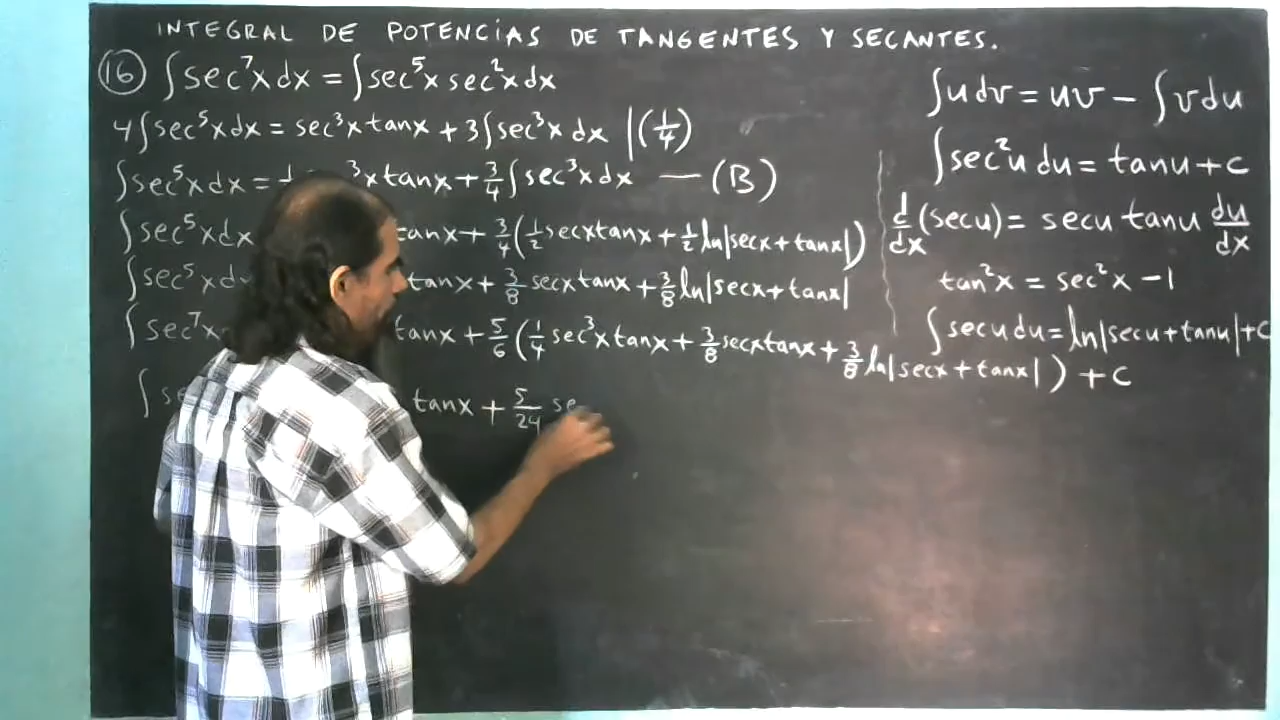 INTEGRAL DE POTENCIAS DE TANGENTES Y SECANTES.
(16) ∫sec⁷x dx = ∫sec⁵x sec²x dx
4∫sec⁵x dx = sec³x tanx + 3∫sec³x dx |(1/4)
∫sec⁵x dx = ³x tanx + 3/4 ∫sec³x dx — (B)
∫sec⁵x dx tanx + 3/4(1/2 secx tanx + 1/2 ln|secx + tanx|)
∫sec⁵x dx tanx + 3/8 secx tanx + 3/8 ln|secx + tanx|
∫sec⁷x tanx + 5/6(1/4 sec³x tanx + 3/8 secx tanx + 3/8 ln|secx + tanx|) + C
∫se tanx + 5/24 se
∫u dv = uv − ∫v du
∫sec²u du = tanu + c
d/dx (secu) = secu tanu du/dx
tan²x = sec²x − 1
∫secu du = ln|secu + tanu| + C